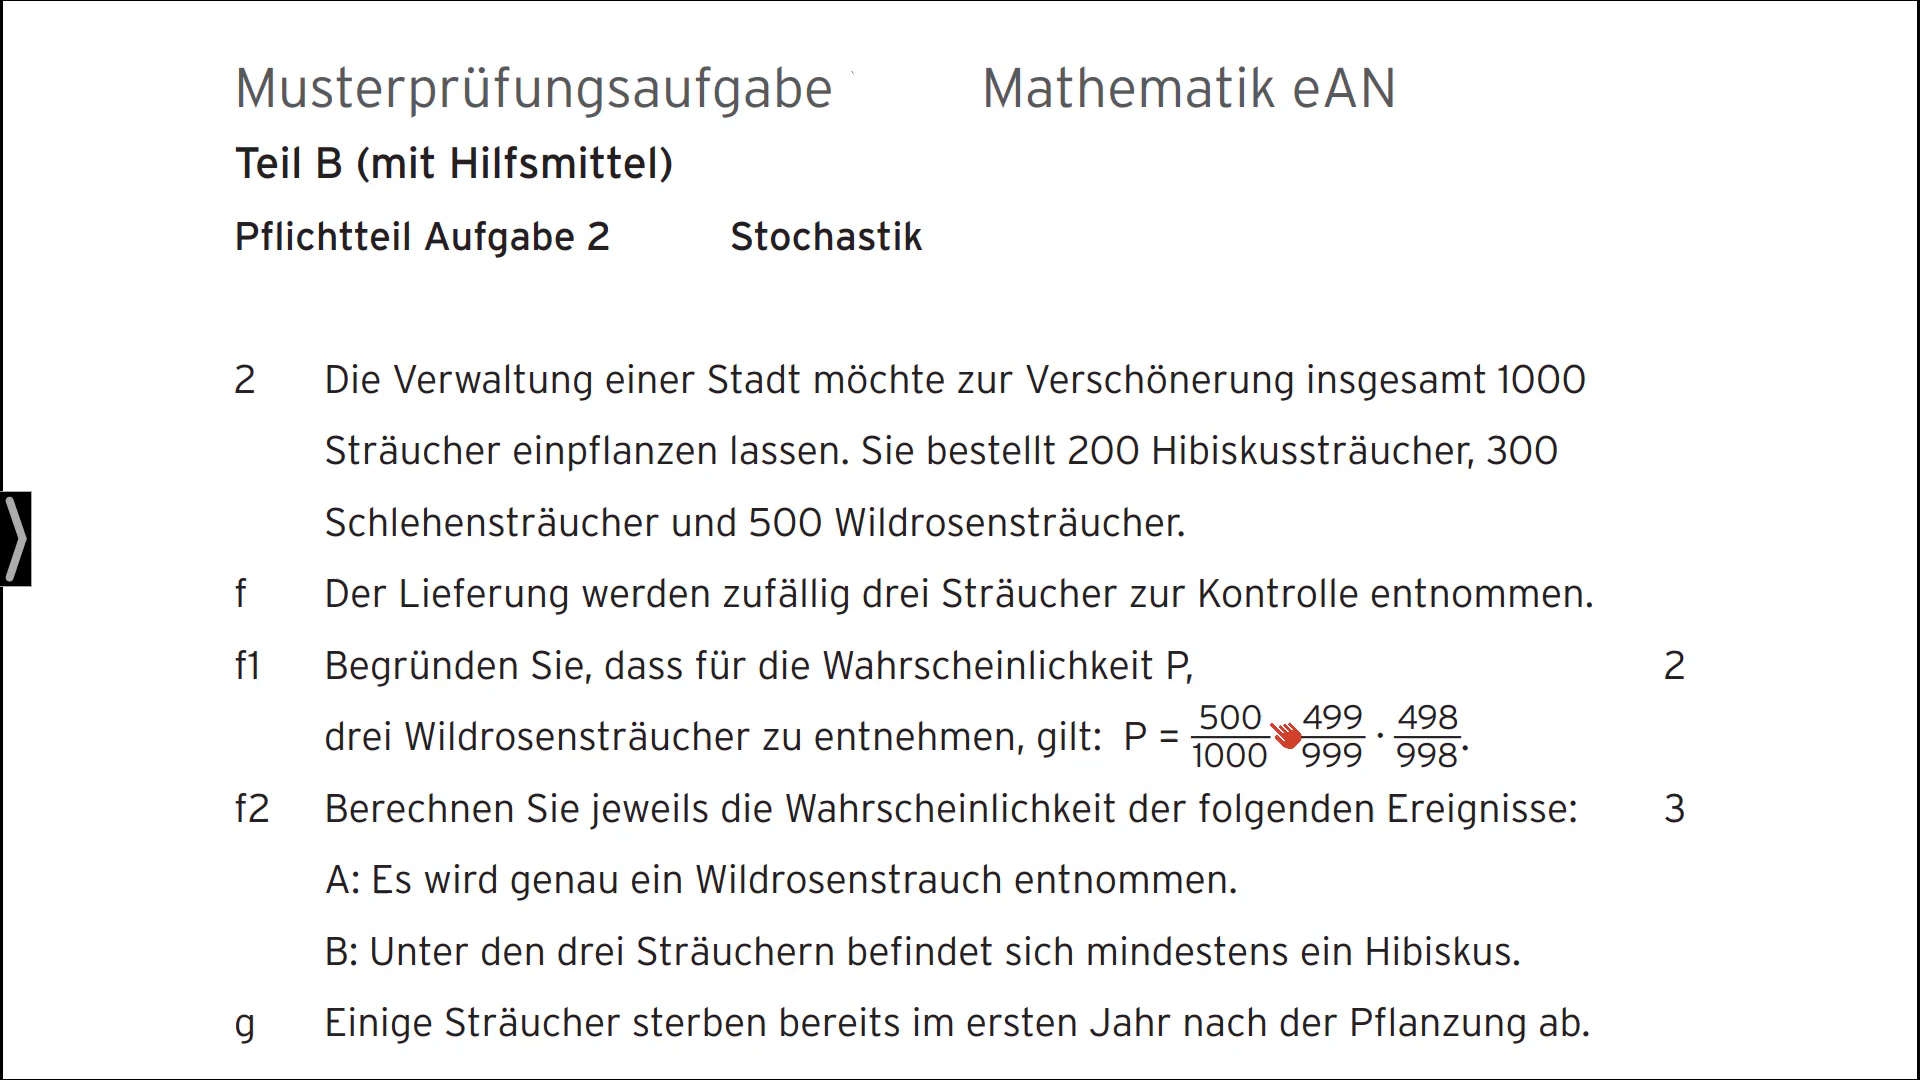 Musterprüfungsaufgabe Mathematik eAN
Teil B (mit Hilfsmittel)
Pflichtteil Aufgabe 2 Stochastik
2 Die Verwaltung einer Stadt möchte zur Verschönerung insgesamt 1000
Sträucher einpflanzen lassen. Sie bestellt 200 Hibiskussträucher, 300
Schlehensträucher und 500 Wildrosensträucher.
f Der Lieferung werden zufällig drei Sträucher zur Kontrolle entnommen.
f1 Begründen Sie, dass für die Wahrscheinlichkeit P, 2
drei Wildrosensträucher zu entnehmen, gilt: P = 500/1000 499/999 · 498/998.
f2 Berechnen Sie jeweils die Wahrscheinlichkeit der folgenden Ereignisse: 3
A: Es wird genau ein Wildrosenstrauch entnommen.
B: Unter den drei Sträuchern befindet sich mindestens ein Hibiskus.
g Einige Sträucher sterben bereits im ersten Jahr nach der Pflanzung ab.